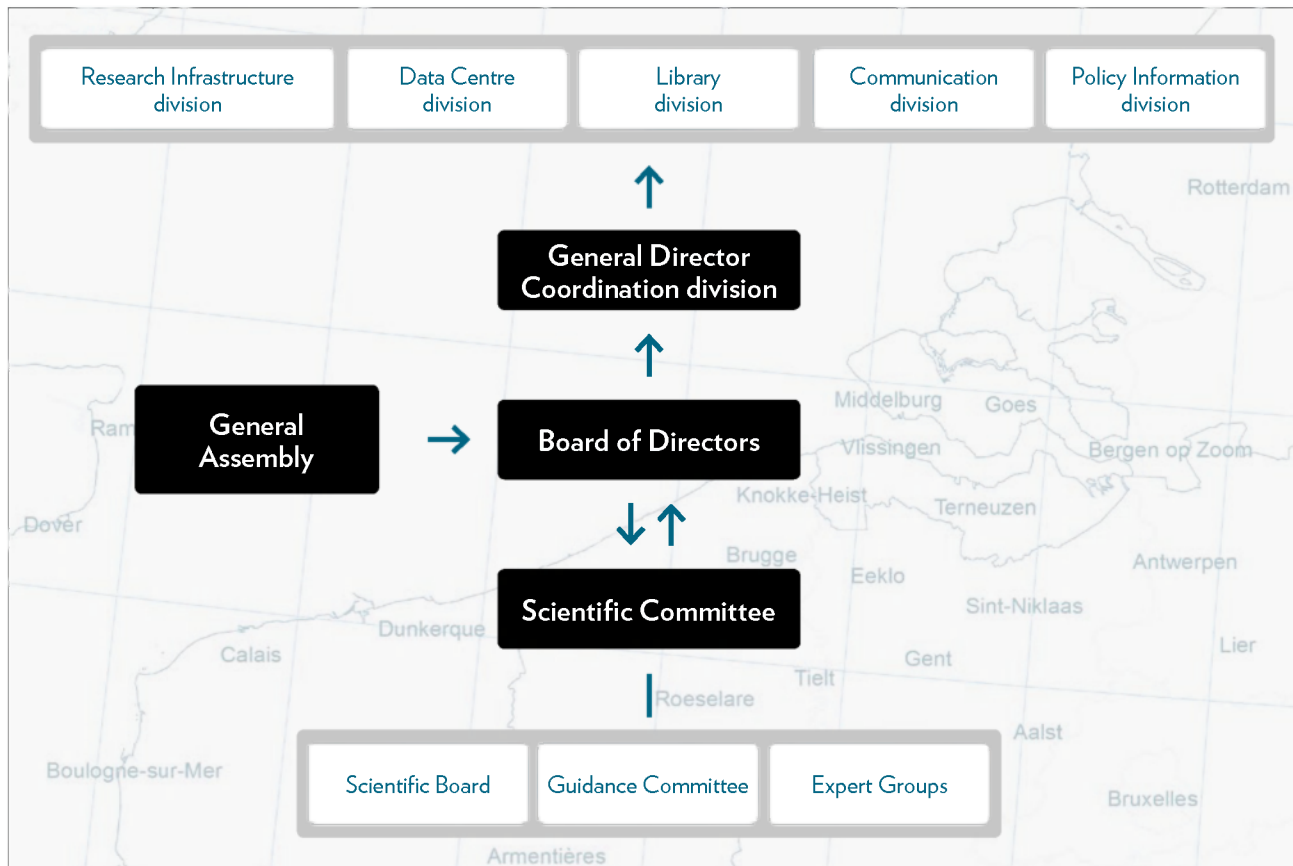 Research Infrastructure
division
Data Centre
division
Library
division
Communication
division
Policy Information
division
Rotterdam
General Director
Coordination division
General
Assembly
Board of Directors
Middelburg
Goes
Ram
Vlissingen
Bergen op Zoom
Knokke-Heist
Terneuzen
Dover
Brugge
Eeklo
Antwerpen
Scientific Committee
Sint-Niklaas
Dunkerque
Calais
Gent
Lier
Tielt
Roeselare
Aalst
Boulogne-sur-Mer
Scientific Board
Guidance Committee
Expert Groups
Bruxelles
Armentières